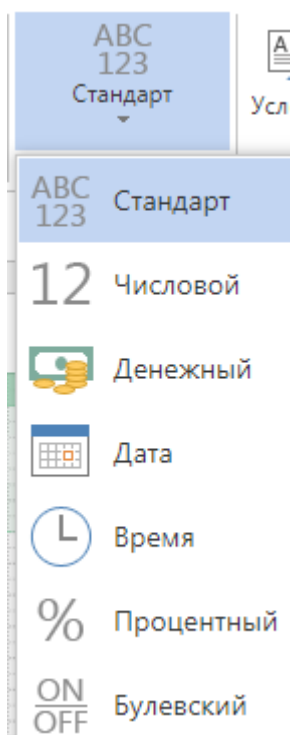 ABC
123
Стандарт
Усл
ABC
123
Стандарт
12
Числовой
Денежный
Дата
Время
%
Процентный
ON
OFF
Булевский